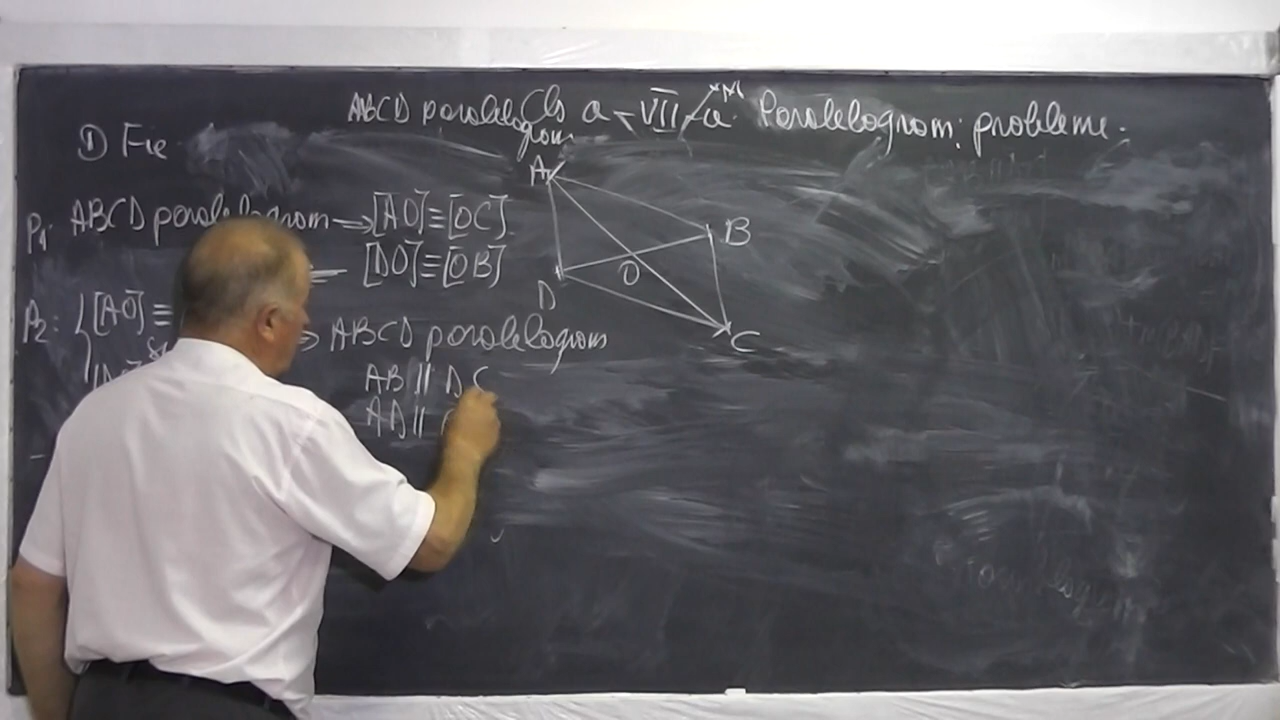 Cls a-VII-a. Paralelogram; probleme.
ABCD paralelogram
1) Fie
P1. ABCD paralelogram ⇒ [AO]≡[OC]
[DO]≡[OB]
P2: [AO]≡
⇒ ABCD paralelogram
AB || DC
AD ||
A
B
O
D
C